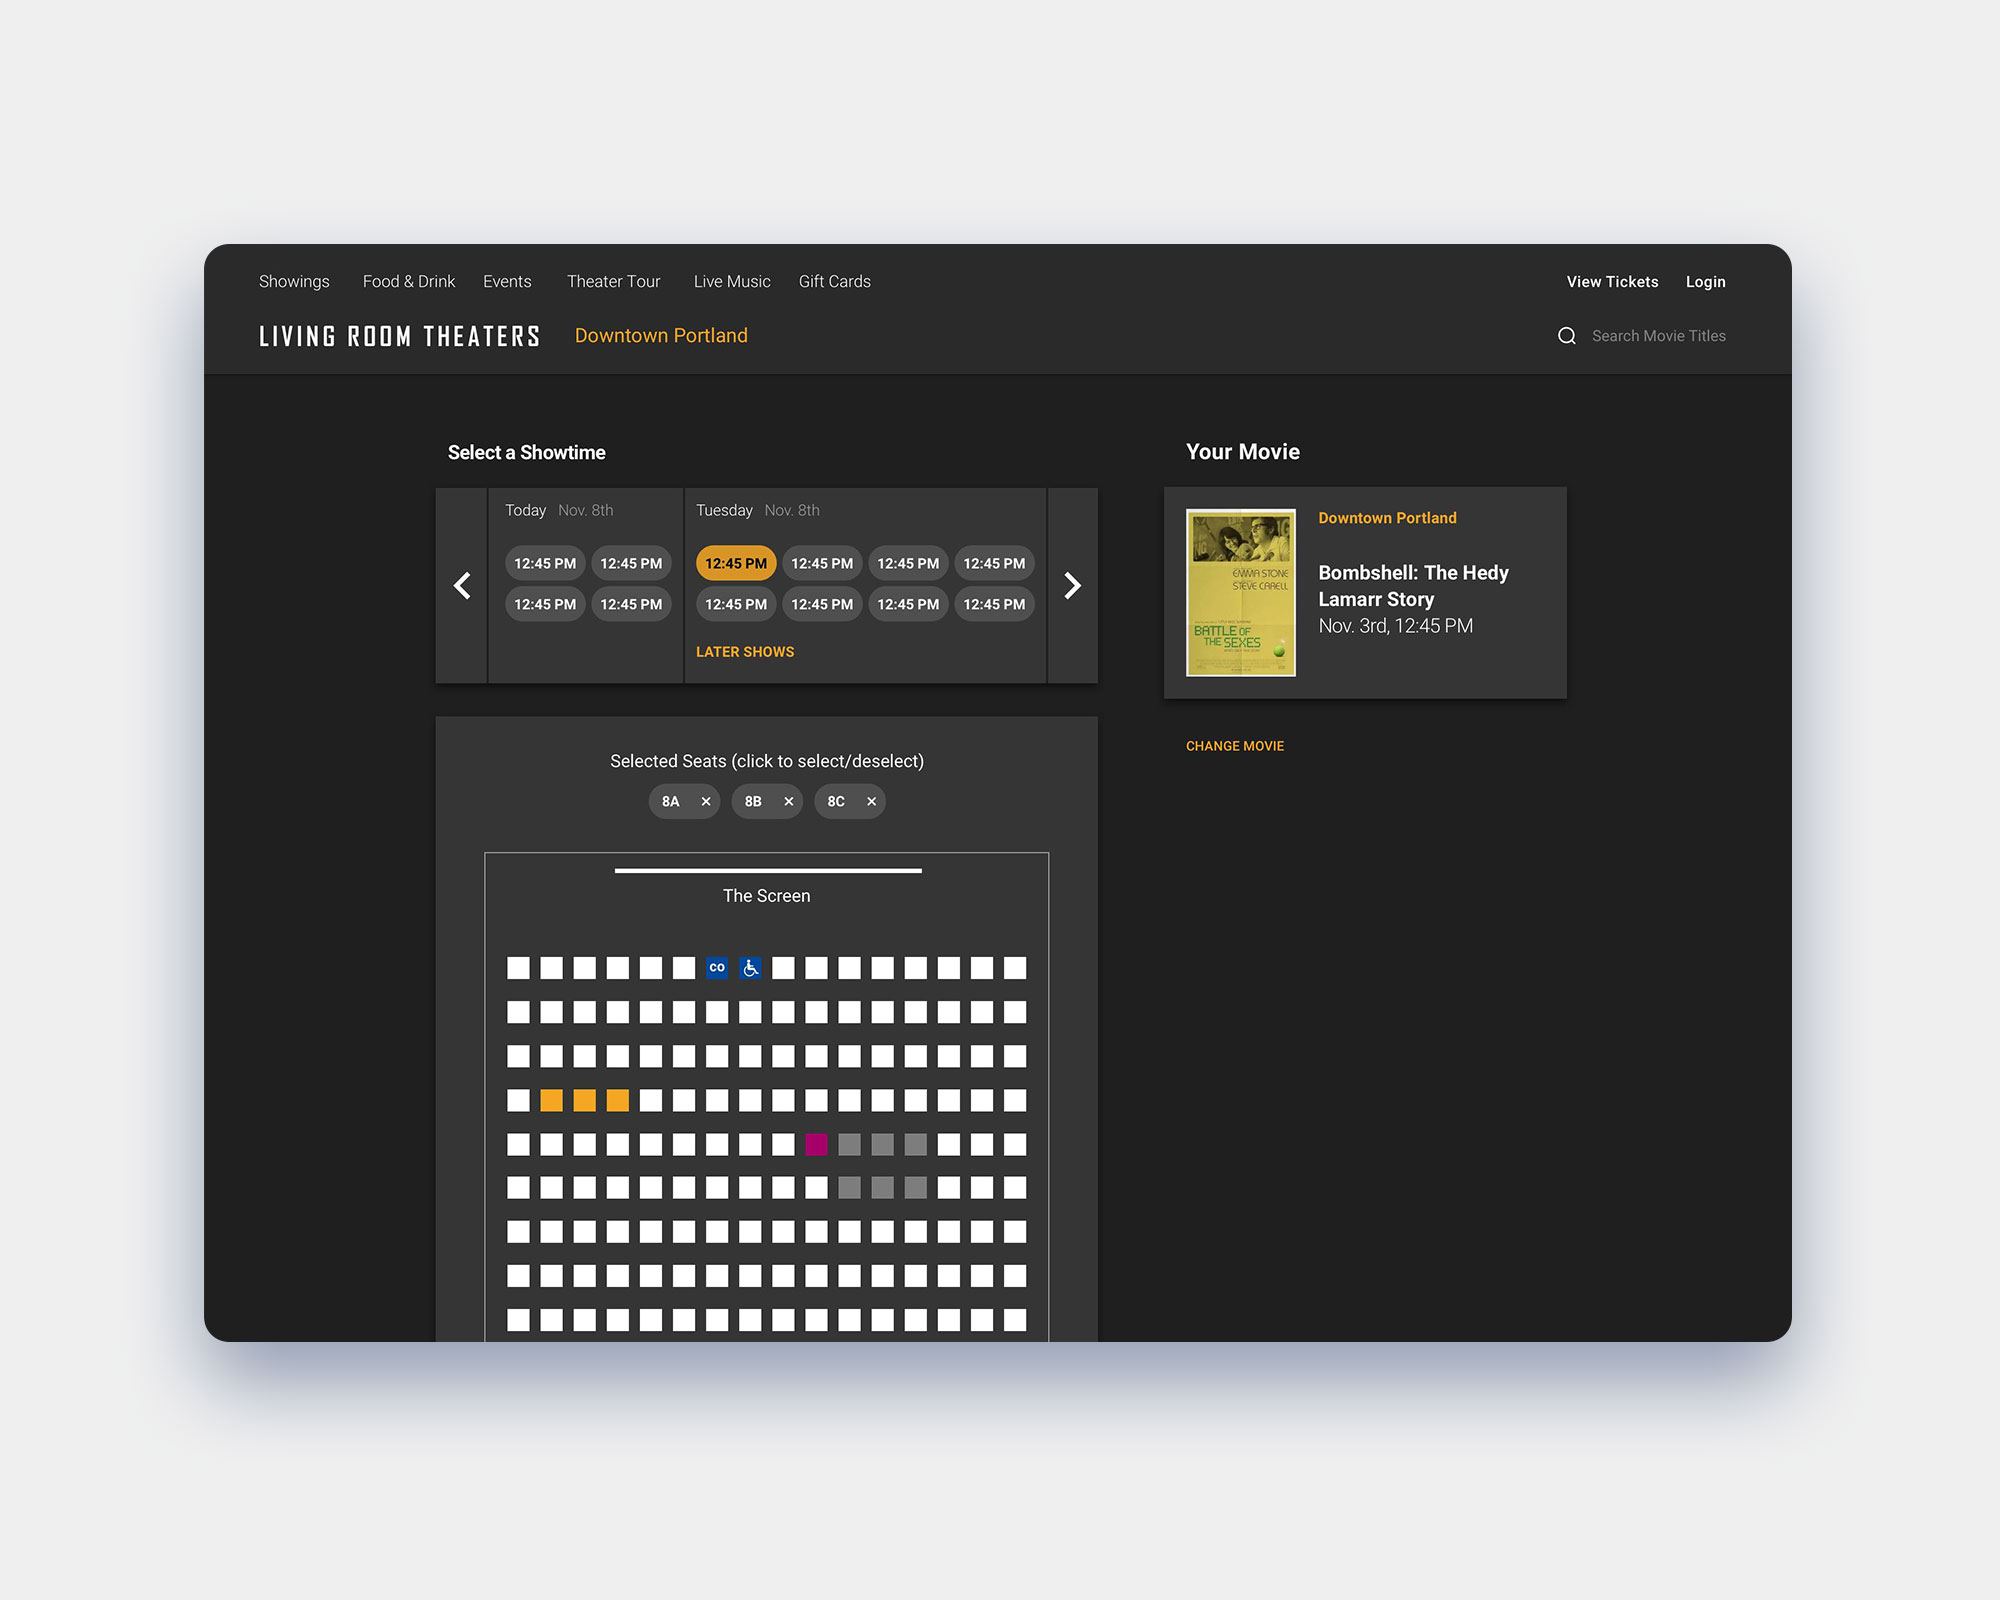 Showings Food & Drink Events Theater Tour Live Music Gift Cards View Tickets Login
LIVING ROOM THEATERS Downtown Portland Search Movie Titles
Select a Showtime
Today Nov. 8th Tuesday Nov. 8th
12:45 PM 12:45 PM 12:45 PM 12:45 PM 12:45 PM 12:45 PM
12:45 PM 12:45 PM 12:45 PM 12:45 PM 12:45 PM 12:45 PM
LATER SHOWS
Your Movie
EMMA STONE
STEVE CARELL
BATTLE OF
THE SEXES
Downtown Portland
Bombshell: The Hedy
Lamarr Story
Nov. 3rd, 12:45 PM
CHANGE MOVIE
Selected Seats (click to select/deselect)
8A × 8B × 8C ×
The Screen
CO